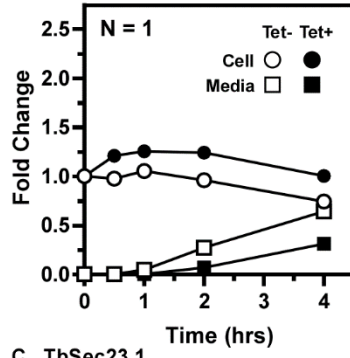 N = 1
Tet- Tet+
Cell
Media
Fold Change
2.5
2.0
1.5
1.0
0.5
0.0
0 1 2 3 4
Time (hrs)
C TbSec23.1